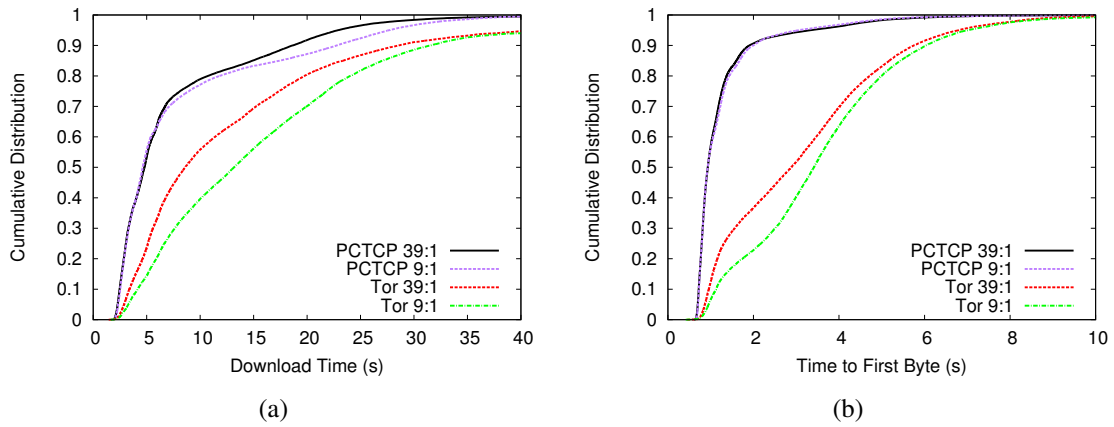 1
0.9
0.8
0.7
0.6
0.5
0.4
0.3
0.2
0.1
0
Cumulative Distribution
PCTCP 39:1
PCTCP 9:1
Tor 39:1
Tor 9:1
0 5 10 15 20 25 30 35 40
Download Time (s)
(a)
1
0.9
0.8
0.7
0.6
0.5
0.4
0.3
0.2
0.1
0
Cumulative Distribution
PCTCP 39:1
PCTCP 9:1
Tor 39:1
Tor 9:1
0 2 4 6 8 10
Time to First Byte (s)
(b)